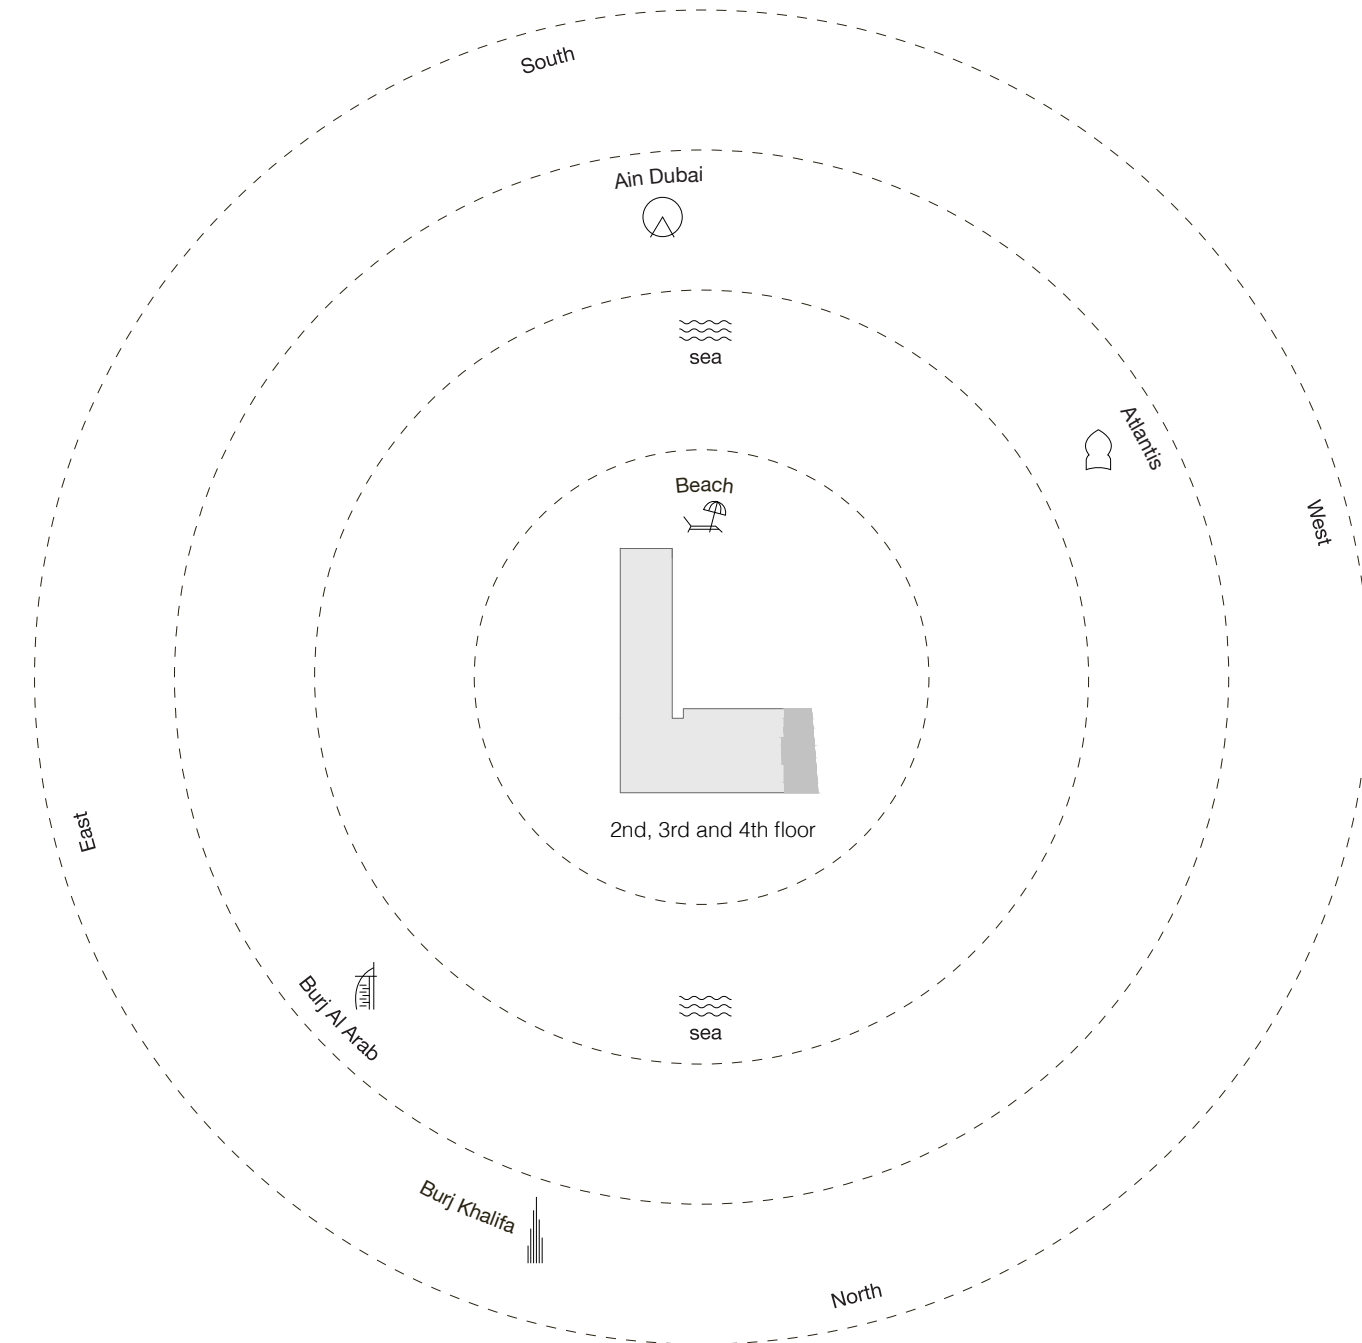 South
Ain Dubai
sea
Atlantis
Beach
West
2nd, 3rd and 4th floor
East
Burj Al Arab
sea
Burj Khalifa
North